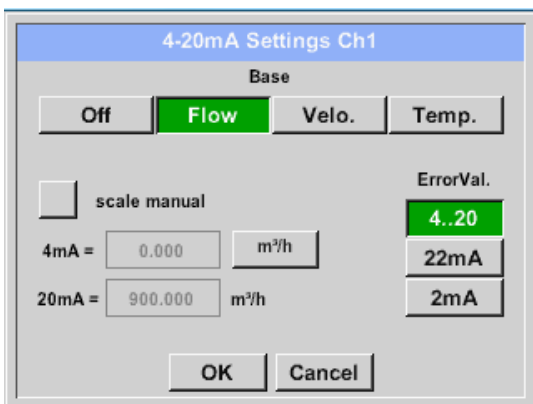 4-20mA Settings Ch1
Base
Off Flow Velo. Temp.
ErrorVal.
scale manual
4..20
4mA = 0.000 m³/h
22mA
20mA = 900.000 m³/h
2mA
OK Cancel